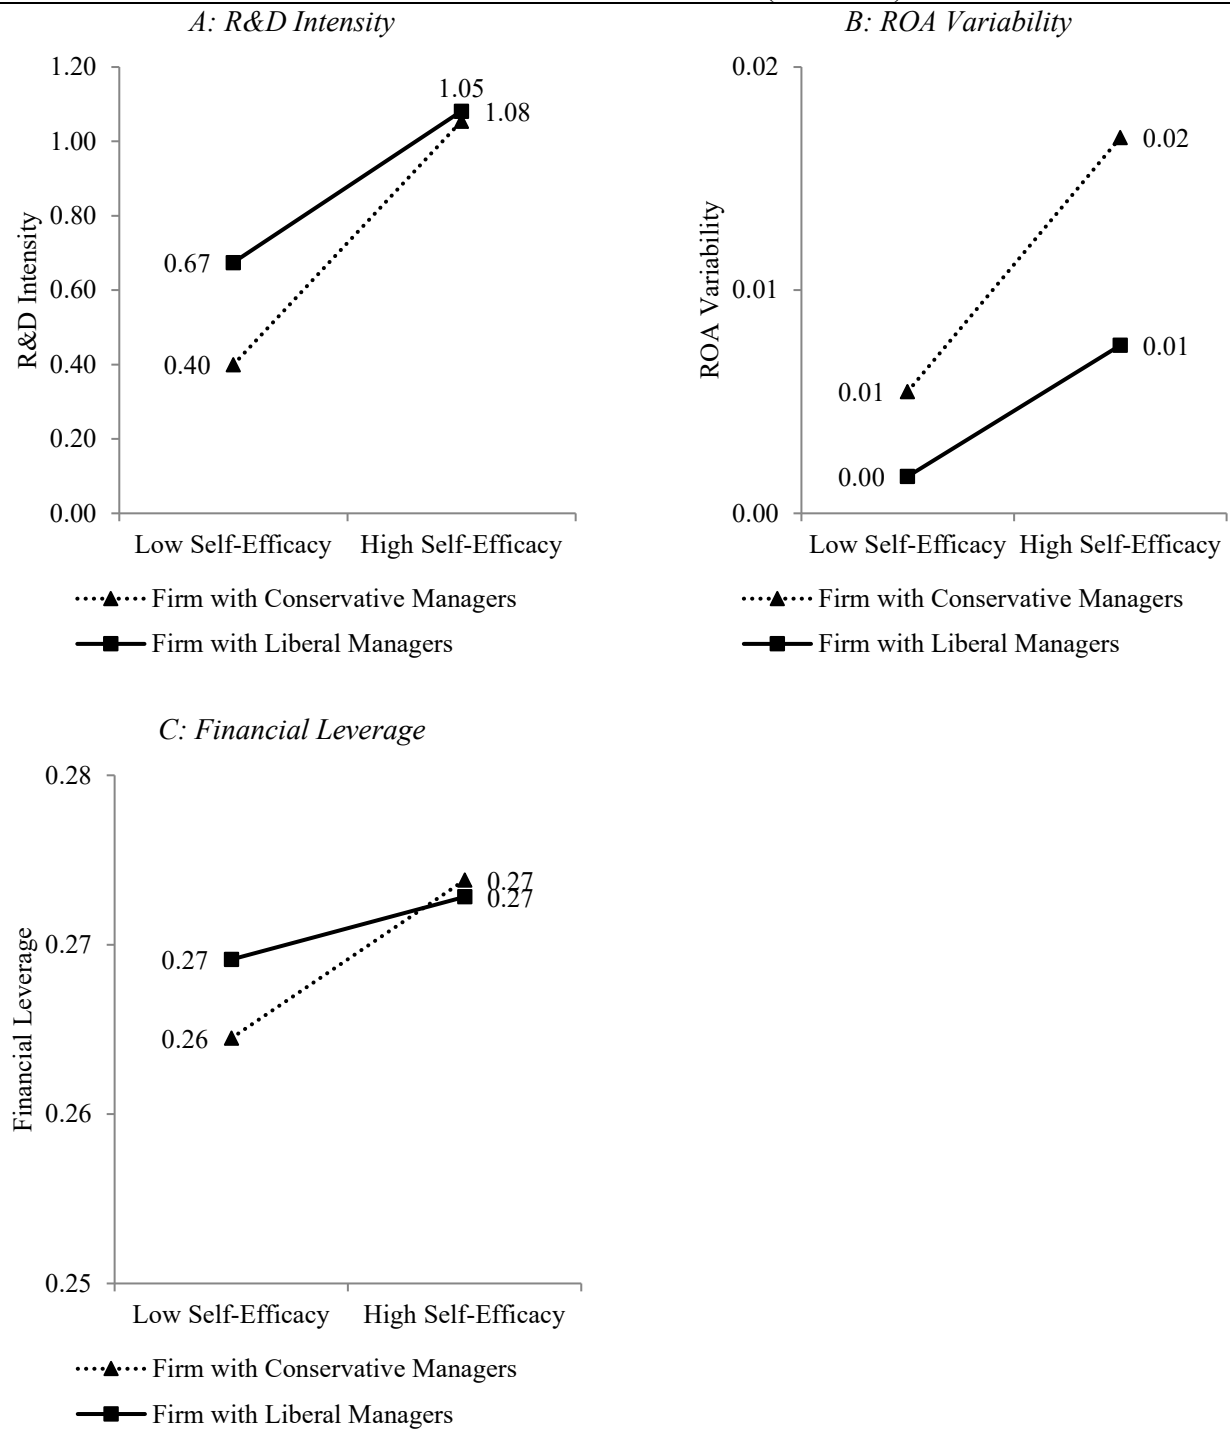 A: R&D Intensity
1.20
1.00
0.80
0.60
0.40
0.20
0.00
R&D Intensity
0.67
0.40
1.05
1.08
Low Self-Efficacy High Self-Efficacy
Firm with Conservative Managers
Firm with Liberal Managers
B: ROA Variability
0.02
0.01
0.00
ROA Variability
0.01
0.00
0.02
0.01
Low Self-Efficacy High Self-Efficacy
Firm with Conservative Managers
Firm with Liberal Managers
C: Financial Leverage
0.28
0.27
0.26
0.25
Financial Leverage
0.27
0.26
0.27
0.27
Low Self-Efficacy High Self-Efficacy
Firm with Conservative Managers
Firm with Liberal Managers